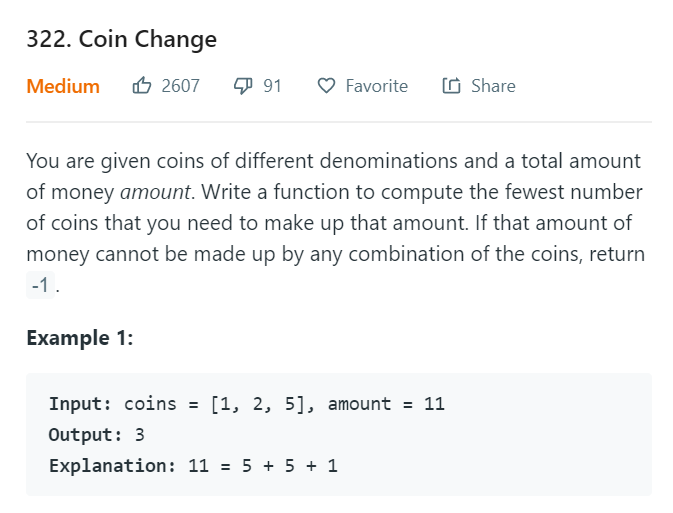 322. Coin Change
Medium 2607 91 Favorite Share
You are given coins of different denominations and a total amount
of money amount. Write a function to compute the fewest number
of coins that you need to make up that amount. If that amount of
money cannot be made up by any combination of the coins, return
-1 .
Example 1:
Input: coins = [1, 2, 5], amount = 11
Output: 3
Explanation: 11 = 5 + 5 + 1